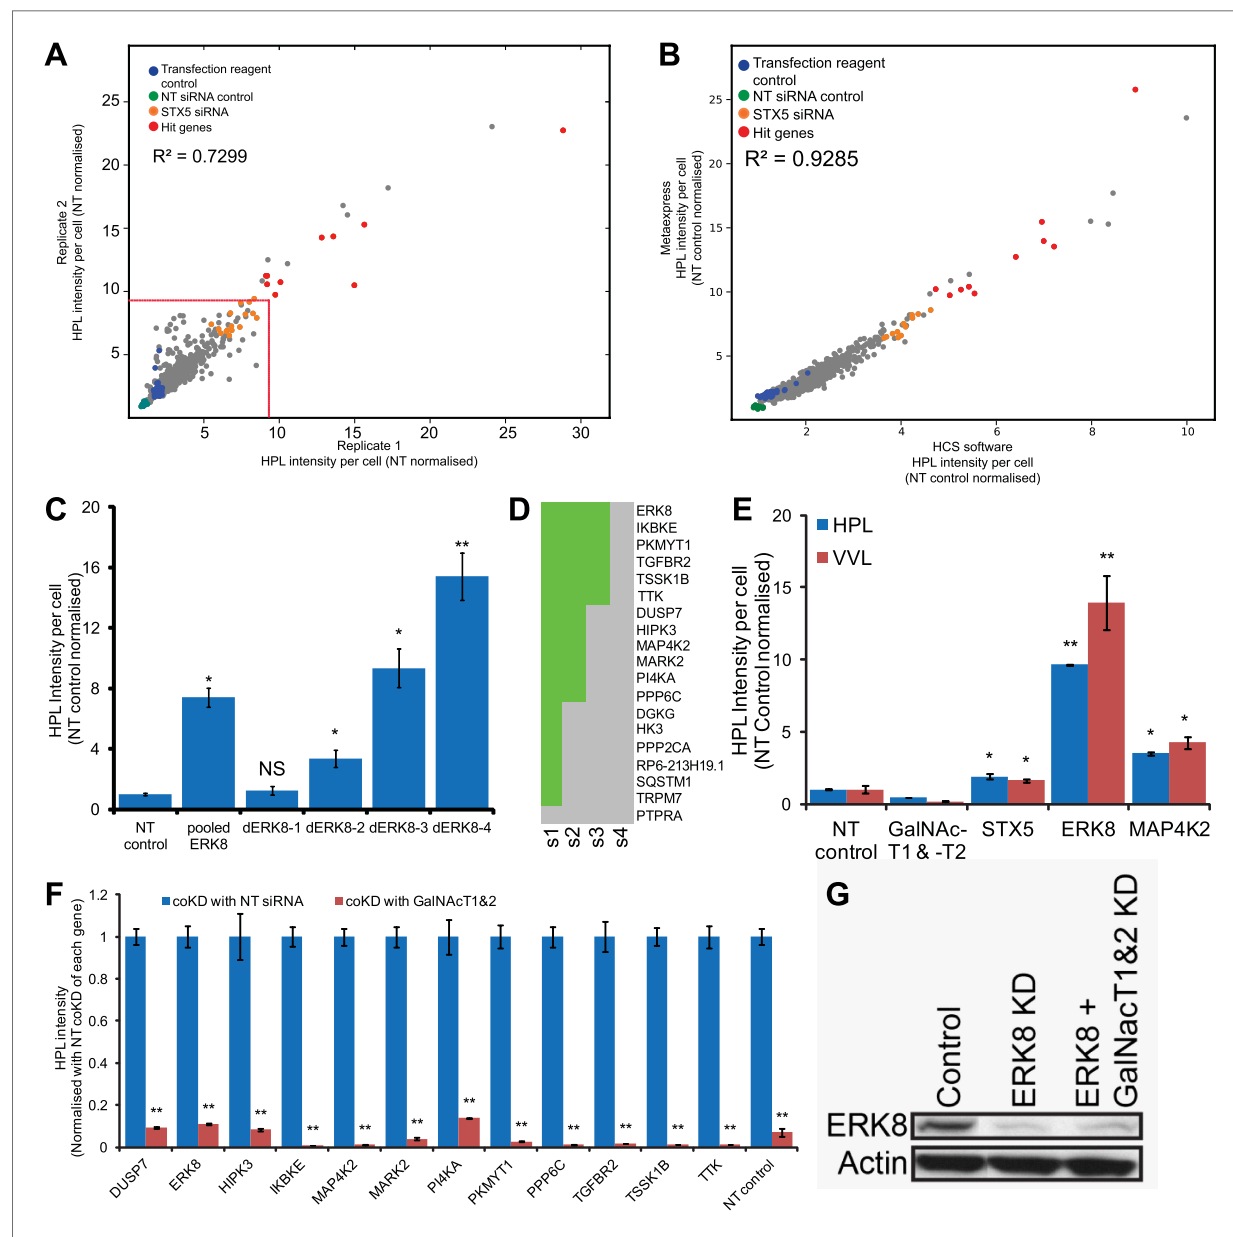 A
Transfection reagent
control
NT siRNA control
STX5 siRNA
Hit genes
R² = 0.7299
25
20
15
10
5
5
10
15
20
25
30
Replicate 2
HPL intensity per cell (NT normalised)
Replicate 1
HPL intensity per cell (NT normalised)
B
Transfection reagent
control
NT siRNA control
STX5 siRNA
Hit genes
R² = 0.9285
25
20
15
10
5
2
4
6
8
10
Metaexpress
HPL intensity per cell
(NT control normalised)
HCS software
HPL intensity per cell
(NT control normalised)
C
HPL Intensity per cell
(NT control normalised)
20
16
12
8
4
0
*
NS
*
*
**
NT
control
pooled
ERK8
dERK8-1
dERK8-2
dERK8-3
dERK8-4
D
ERK8
IKBKE
PKMYT1
TGFBR2
TSSK1B
TTK
DUSP7
HIPK3
MAP4K2
MARK2
PI4KA
PPP6C
DGKG
HK3
PPP2CA
RP6-213H19.1
SQSTM1
TRPM7
PTPRA
s1
s2
s3
s4
E
HPL
VVL
HPL Intensity per cell
(NT Control normalised)
20
15
10
5
0
*
*
**
**
*
*
NT
control
GalNAc-
T1 & -T2
STX5
ERK8
MAP4K2
F
coKD with NT siRNA
coKD with GalNAcT1&2
HPL intensity
(Normalised with NT coKD of each gene)
1.2
1
0.8
0.6
0.4
0.2
0
**
**
**
**
**
**
**
**
**
**
**
**
**
DUSP7
ERK8
HIPK3
IKBKE
MAP4K2
MARK2
PI4KA
PKMYT1
PPP6C
TGFBR2
TSSK1B
TTK
NT control
G
Control
ERK8 KD
ERK8 +
GalNacT1&2 KD
ERK8
Actin